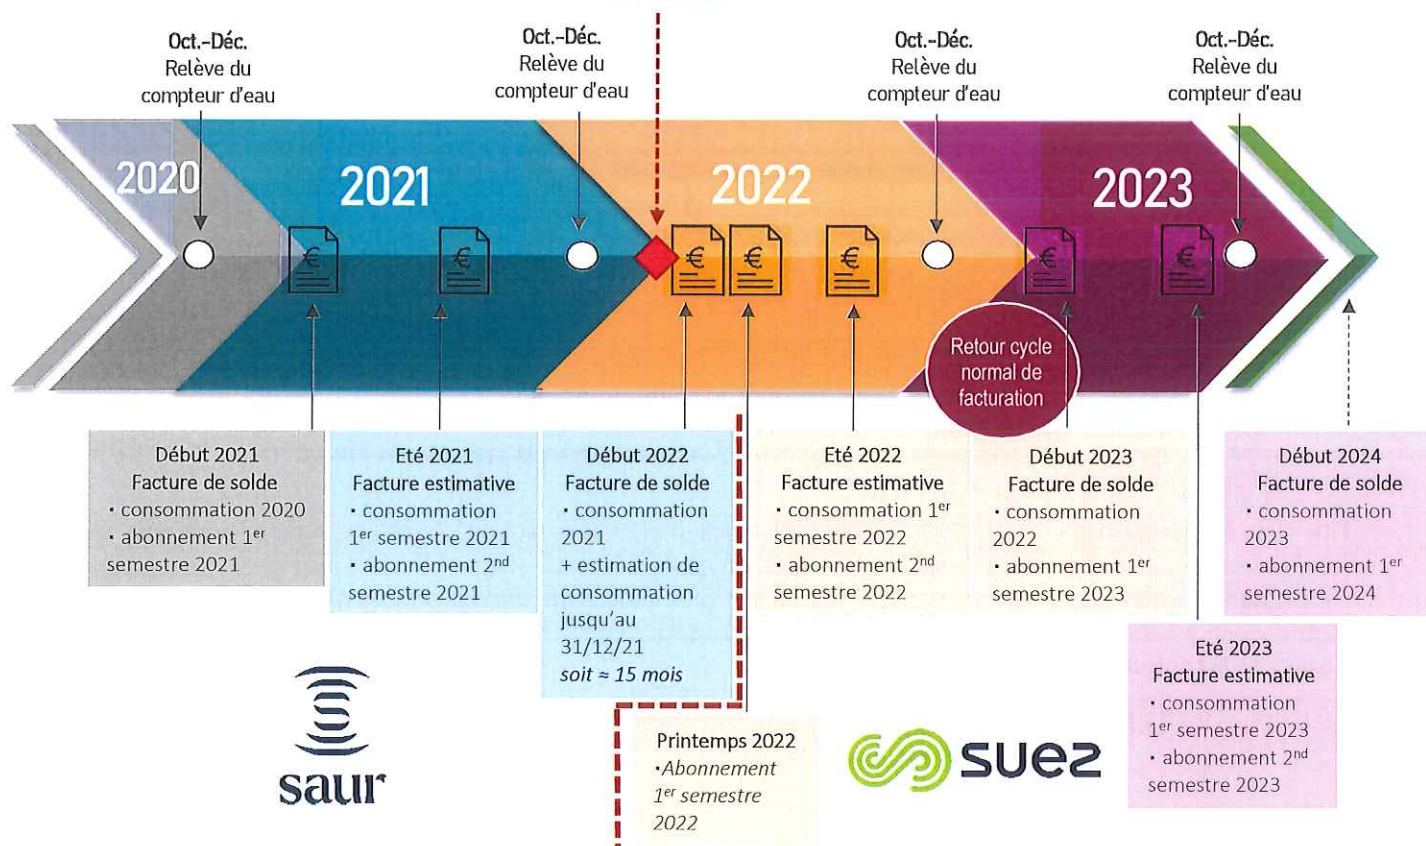 Oct.-Déc.
Relève du
compteur d'eau
Oct.-Déc.
Relève du
compteur d'eau
Oct.-Déc.
Relève du
compteur d'eau
Oct.-Déc.
Relève du
compteur d'eau
2020
2021
2022
2023
€
€
€
€
€
€
€
Retour cycle
normal de
facturation
Début 2021
Facture de solde
· consommation 2020
· abonnement 1er
semestre 2021
Eté 2021
Facture estimative
· consommation
1er semestre 2021
· abonnement 2nd
semestre 2021
Début 2022
Facture de solde
· consommation
2021
+ estimation de
consommation
jusqu'au
31/12/21
soit ≈ 15 mois
Eté 2022
Facture estimative
· consommation 1er
semestre 2022
· abonnement 2nd
semestre 2022
Début 2023
Facture de solde
· consommation
2022
· abonnement 1er
semestre 2023
Début 2024
Facture de solde
· consommation
2023
· abonnement 1er
semestre 2024
Printemps 2022
·Abonnement
1er semestre
2022
Eté 2023
Facture estimative
· consommation
1er semestre 2023
· abonnement 2nd
semestre 2023
saur
suez